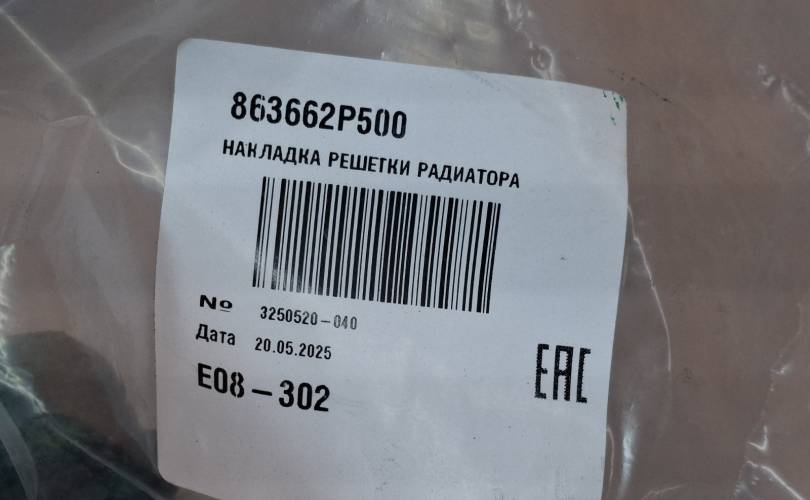 863662P500
НАКЛАДКА РЕШЕТКИ РАДИАТОРА
№ 3250520-040
Дата 20.05.2025
E08-302
EAC